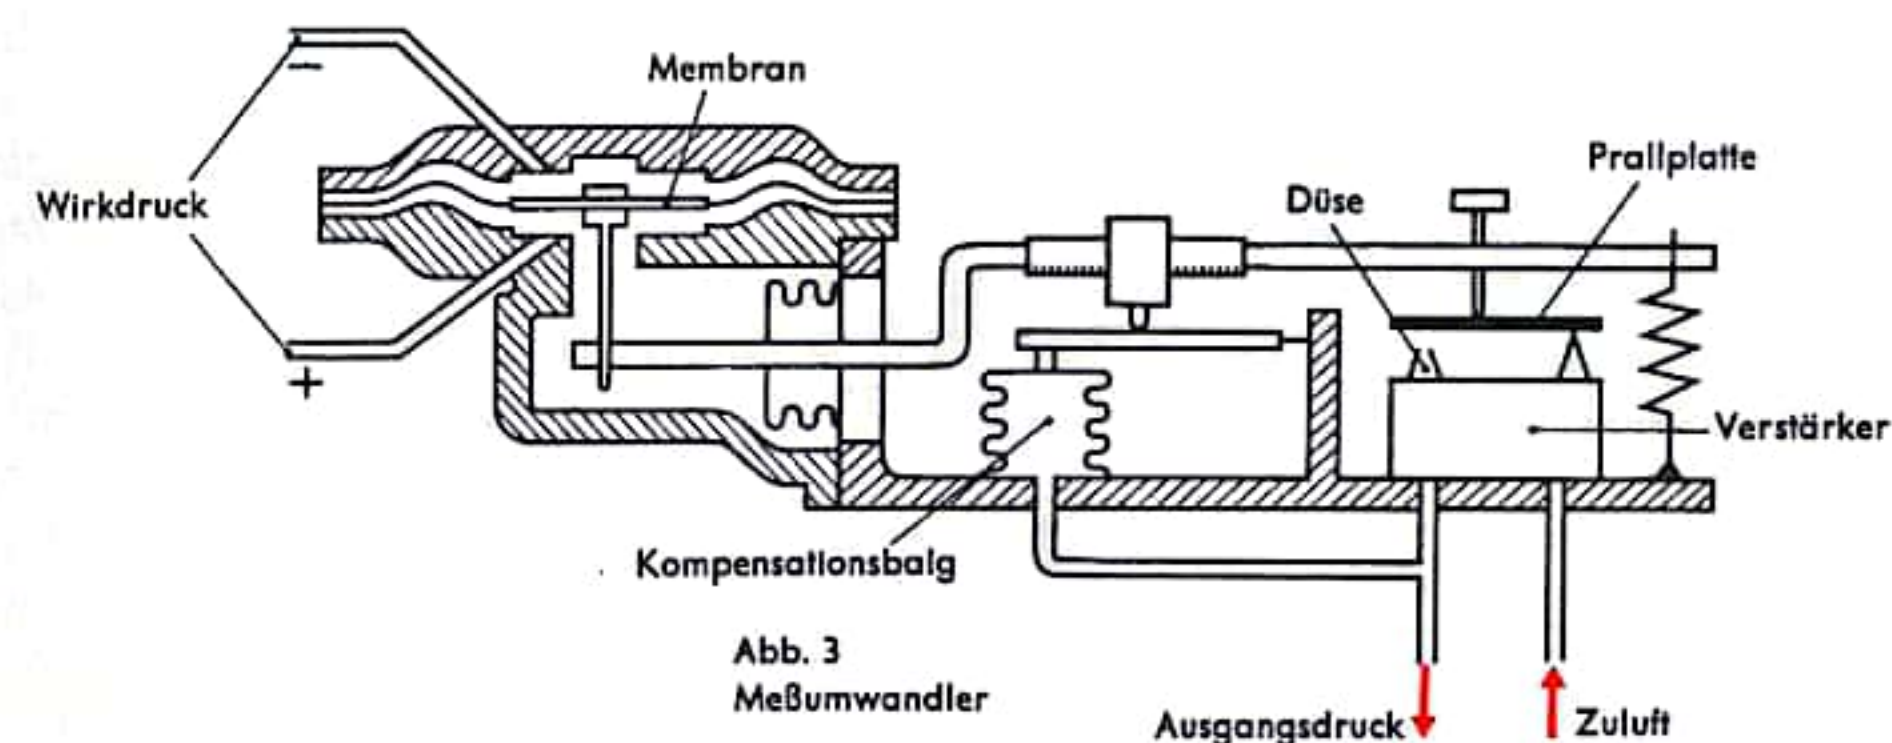 Membran
Prallplatte
Düse
Wirkdruck
−
+
Verstärker
Kompensationsbalg
Abb. 3
Meßumwandler
Ausgangsdruck
Zuluft